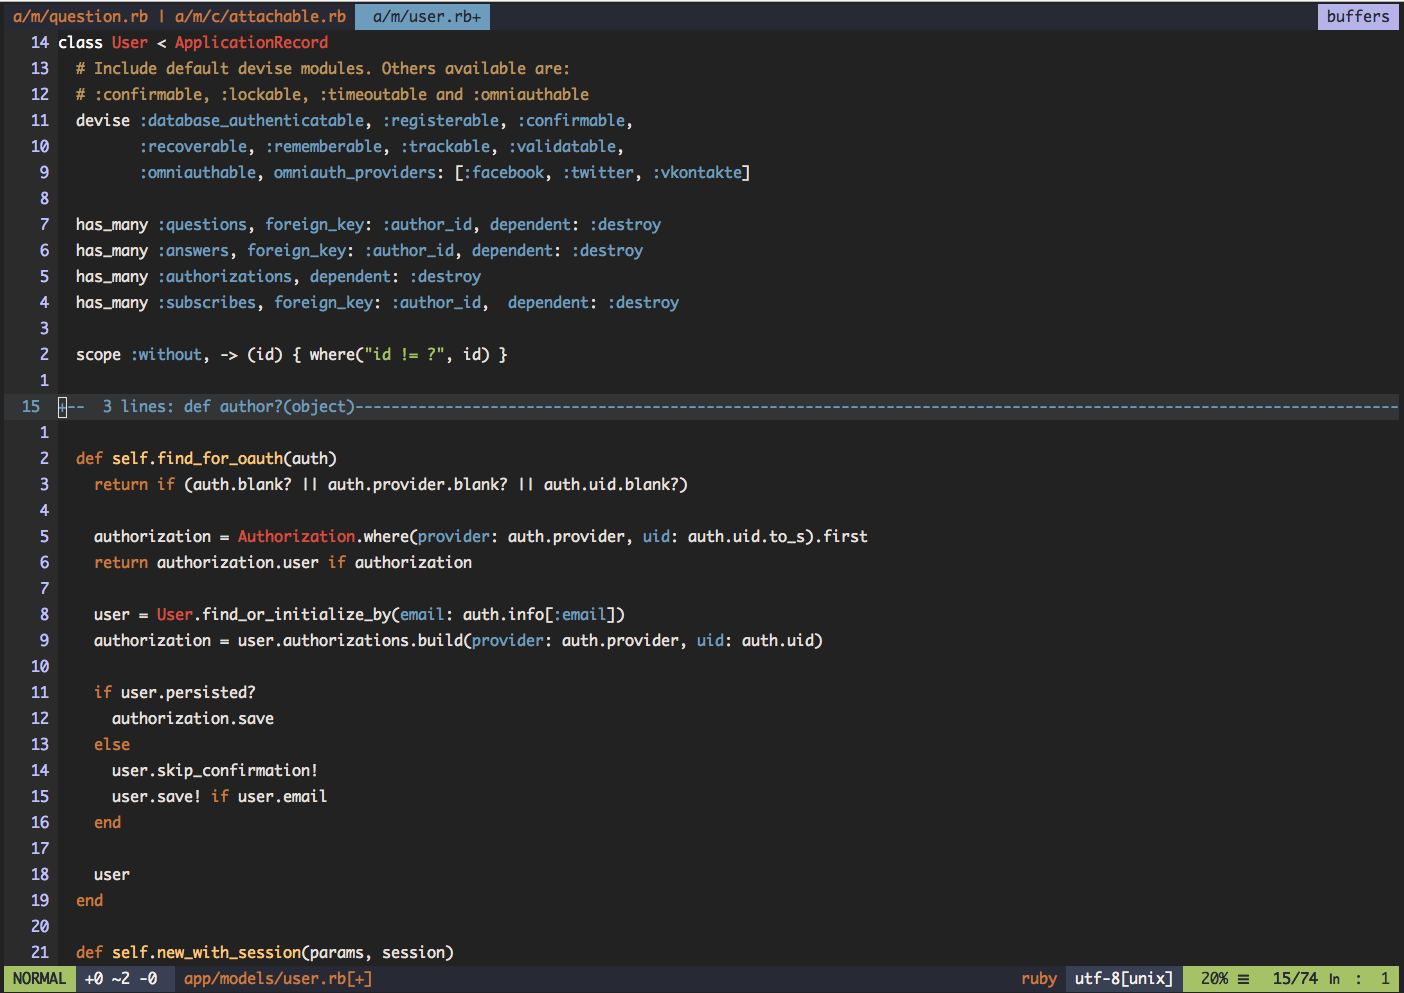 a/m/question.rb | a/m/c/attachable.rb a/m/user.rb+ buffers
14 class User < ApplicationRecord
13 # Include default devise modules. Others available are:
12 # :confirmable, :lockable, :timeoutable and :omniauthable
11 devise :database_authenticatable, :registerable, :confirmable,
10 :recoverable, :rememberable, :trackable, :validatable,
9 :omniauthable, omniauth_providers: [:facebook, :twitter, :vkontakte]
8
7 has_many :questions, foreign_key: :author_id, dependent: :destroy
6 has_many :answers, foreign_key: :author_id, dependent: :destroy
5 has_many :authorizations, dependent: :destroy
4 has_many :subscribes, foreign_key: :author_id,  dependent: :destroy
3
2 scope :without, -> (id) { where("id != ?", id) }
1
15 +--  3 lines: def author?(object)--------------------------------------------------------------------------------------------------------------------
1
2 def self.find_for_oauth(auth)
3 return if (auth.blank? || auth.provider.blank? || auth.uid.blank?)
4
5 authorization = Authorization.where(provider: auth.provider, uid: auth.uid.to_s).first
6 return authorization.user if authorization
7
8 user = User.find_or_initialize_by(email: auth.info[:email])
9 authorization = user.authorizations.build(provider: auth.provider, uid: auth.uid)
10
11 if user.persisted?
12 authorization.save
13 else
14 user.skip_confirmation!
15 user.save! if user.email
16 end
17
18 user
19 end
20
21 def self.new_with_session(params, session)
NORMAL +0 ~2 -0 app/models/user.rb[+] ruby utf-8[unix] 20% ≡ 15/74 ln : 1